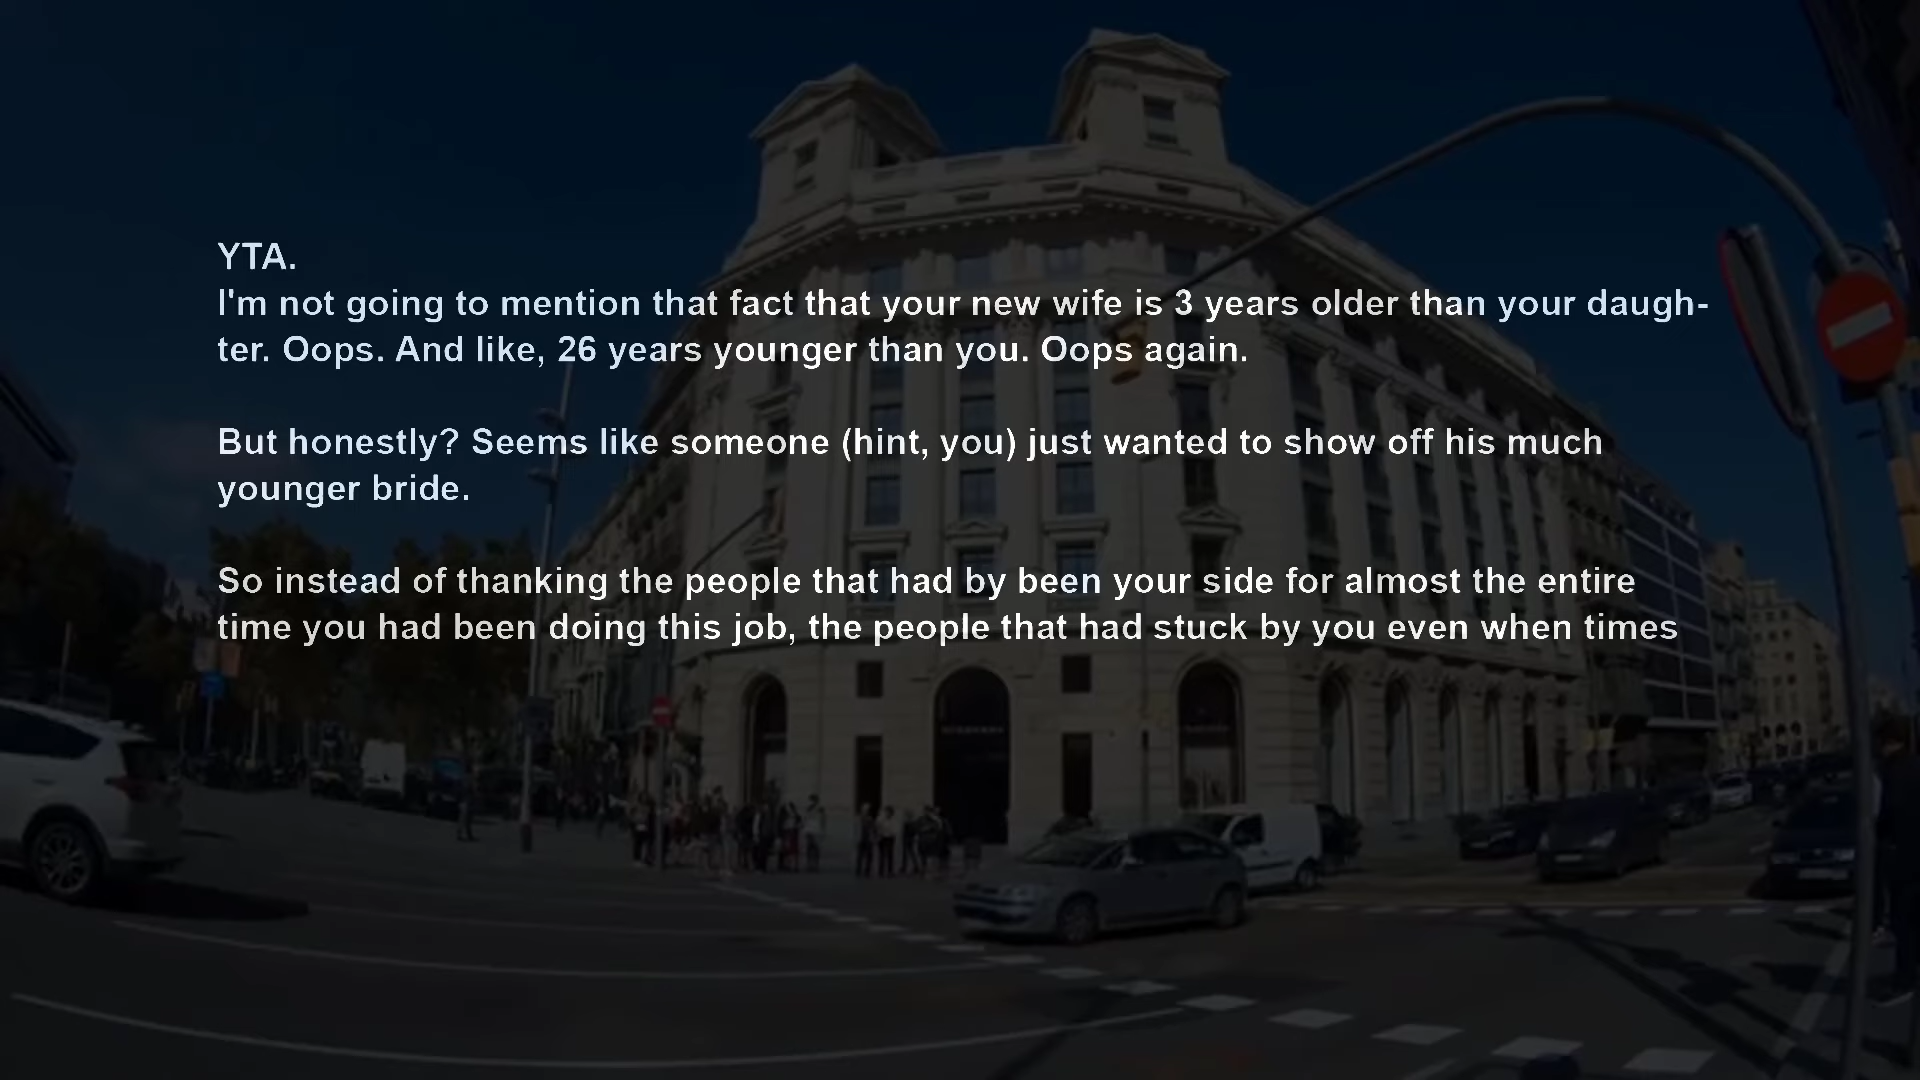 YTA.
I'm not going to mention that fact that your new wife is 3 years older than your daugh-
ter. Oops. And like, 26 years younger than you. Oops again.
But honestly? Seems like someone (hint, you) just wanted to show off his much
younger bride.
So instead of thanking the people that had by been your side for almost the entire
time you had been doing this job, the people that had stuck by you even when times